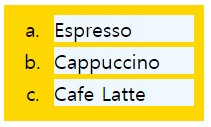 a. Espresso
b. Cappuccino
c. Cafe Latte